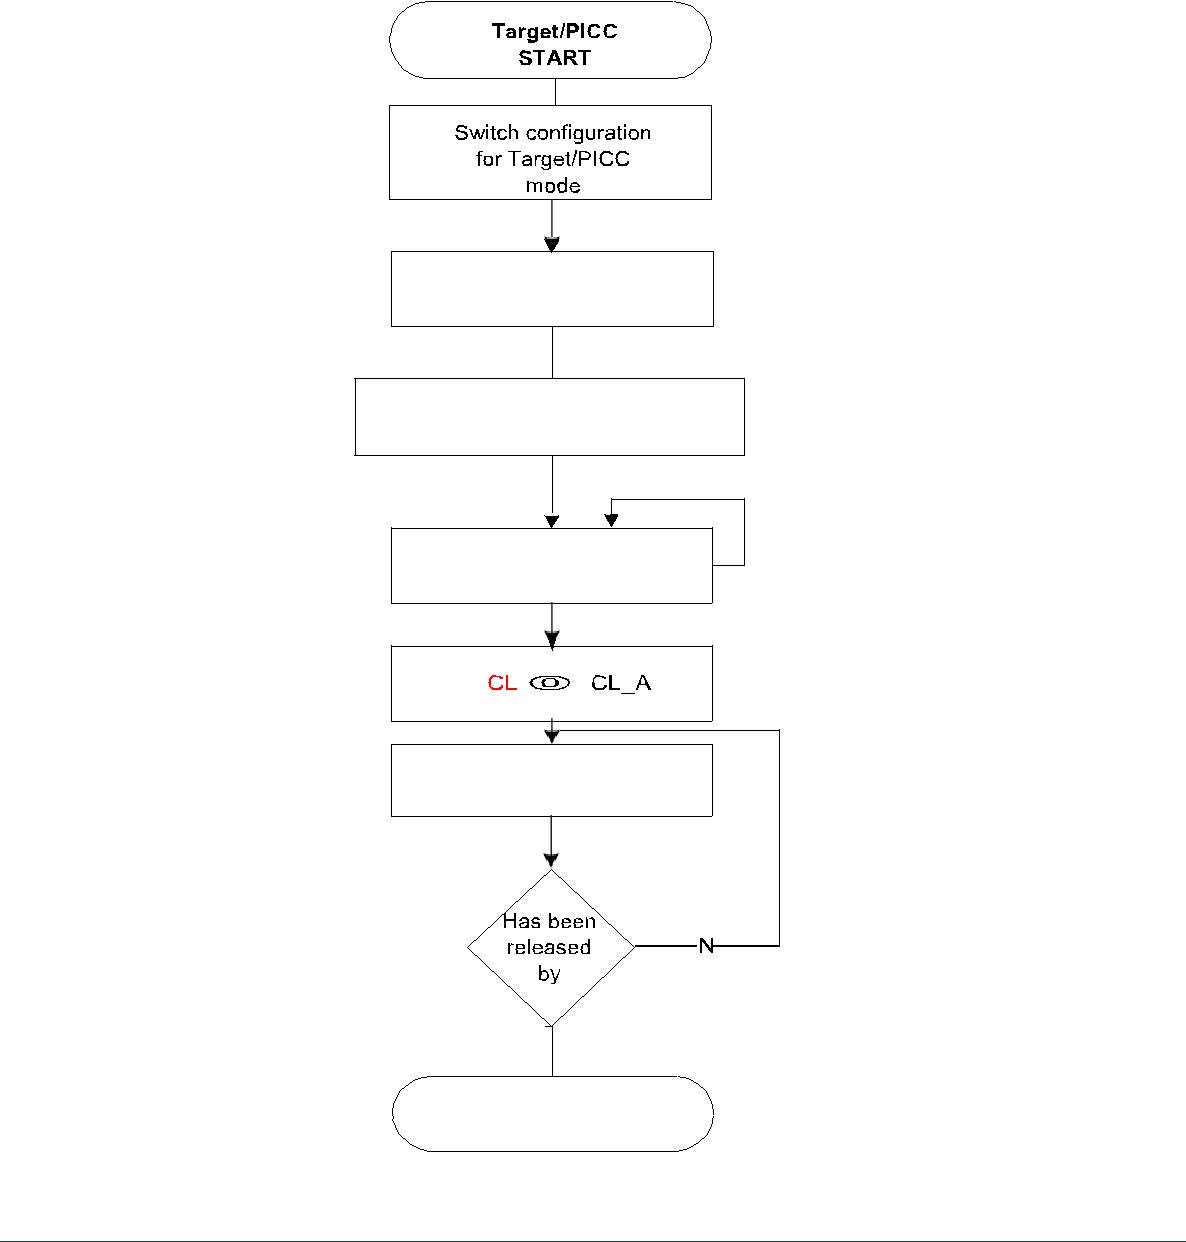 Target/PICC
START
Switch configuration
for Target/PICC
mode
CL CL_A
Has been
released
by
N